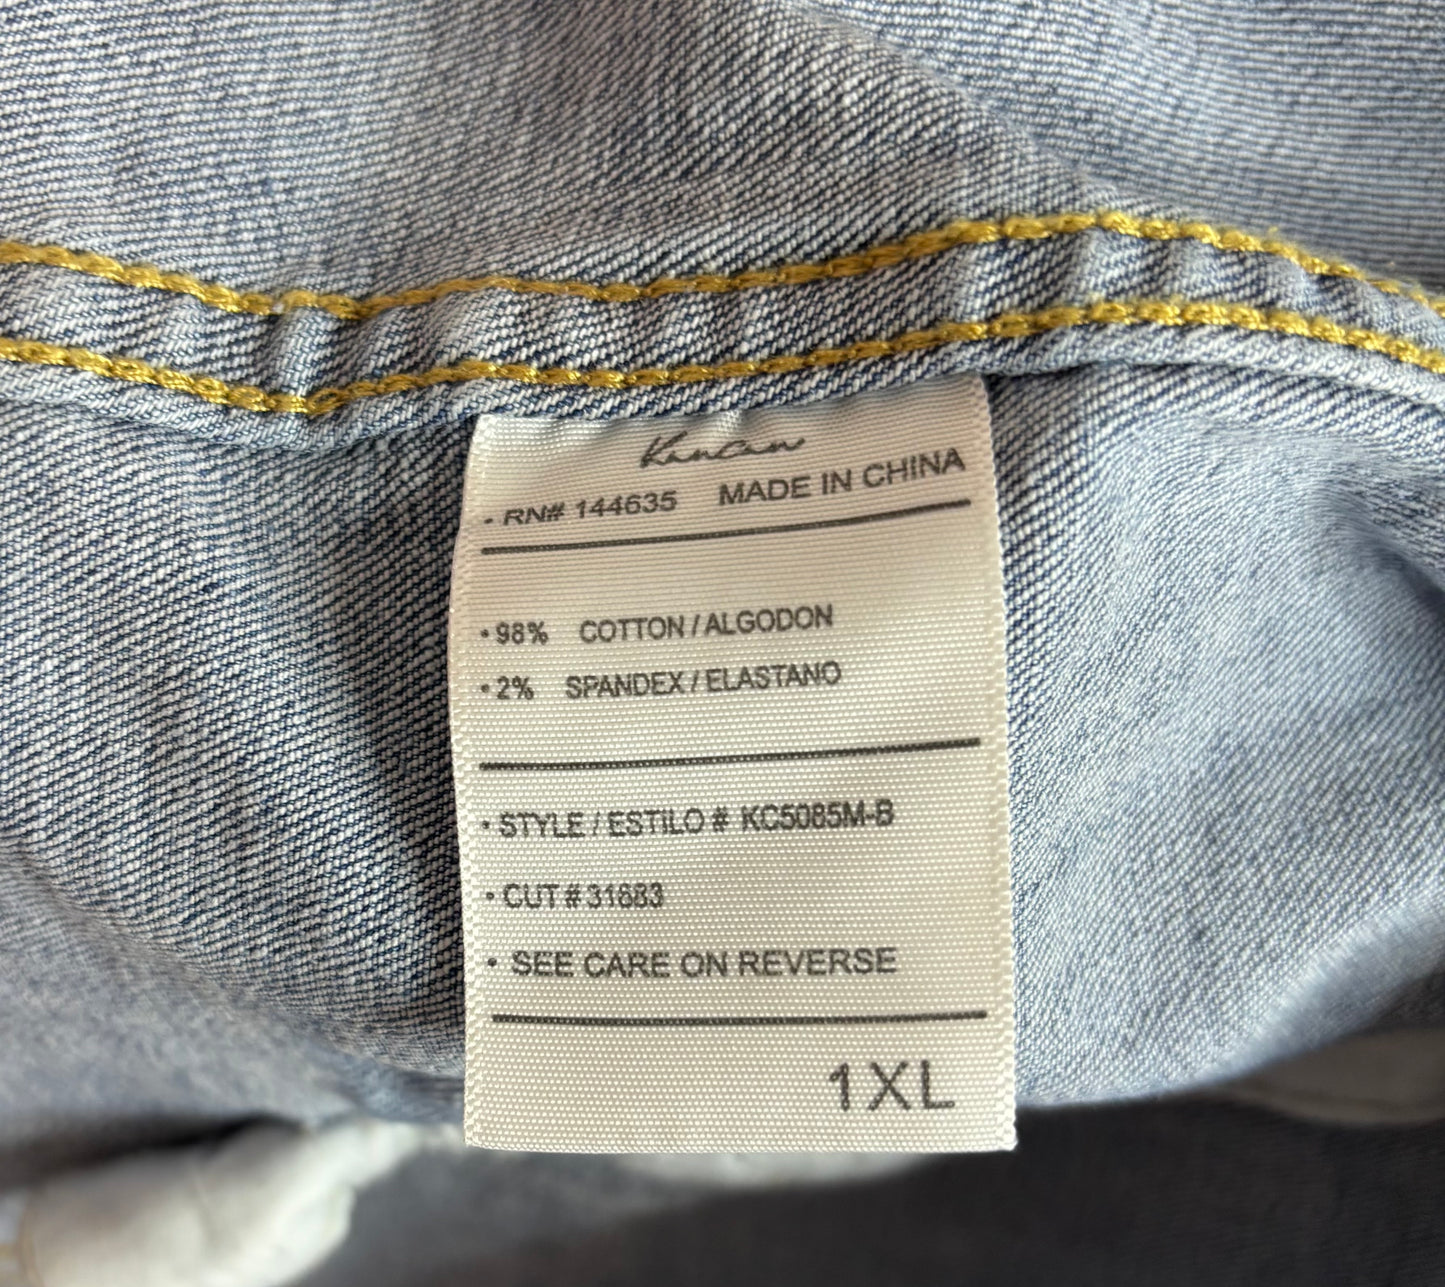 KanCan
• RN# 144635 MADE IN CHINA
• 98% COTTON / ALGODON
• 2% SPANDEX / ELASTANO
• STYLE / ESTILO # KC5085M-B
• CUT # 31683
• SEE CARE ON REVERSE
1XL